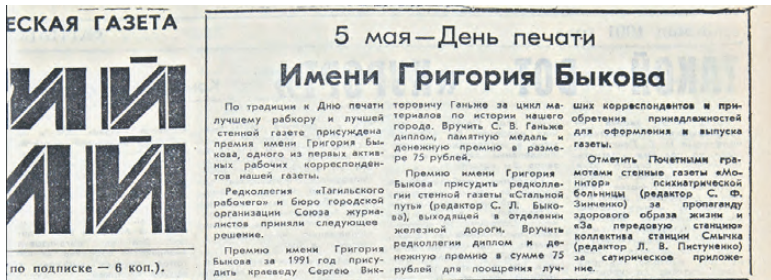 ЕСКАЯ ГАЗЕТА
ИЙ
ИЙ
по подписке — 6 коп.).
5 мая—День печати
Имени Григория Быкова
По традиции к Дню печати
лучшему рабкору и лучшей
стенной газете присуждена
премия имени Григория Бы-
кова, одного из первых актив-
ных рабочих корреспонден-
тов нашей газеты.
Редколлегия «Тагильского
рабочего» и бюро городской
организации Союза журна-
листов приняли следующее
решение.
Премию имени Григория
Быкова за 1991 год прису-
дить краеведу Сергею Вик-
торовичу Ганьже за цикл ма-
териалов по истории нашего
города. Вручить С. В. Ганьже
диплом, памятную медаль и
денежную премию в разме-
ре 75 рублей.
Премию имени Григория
Быкова присудить редколле-
гии стенной газеты «Стальной
путь» (редактор С. Л. Быко-
ва), выходящей в отделении
железной дороги. Вручить
редколлегии диплом и де-
нежную премию в сумме 75
рублей для поощрения луч-
ших корреспондентов и при-
обретения принадлежностей
для оформления и выпуска
газеты.
Отметить Почетными гра-
мотами стенные газеты «Мо-
нитор» психиатрической
больницы (редактор С. Ф.
Зинченко) за пропаганду
здорового образа жизни и
«За передовую станцию»
коллектива станции Смычка
(редактор Л. В. Пистуненко)
за сатирическое приложе-
ние.